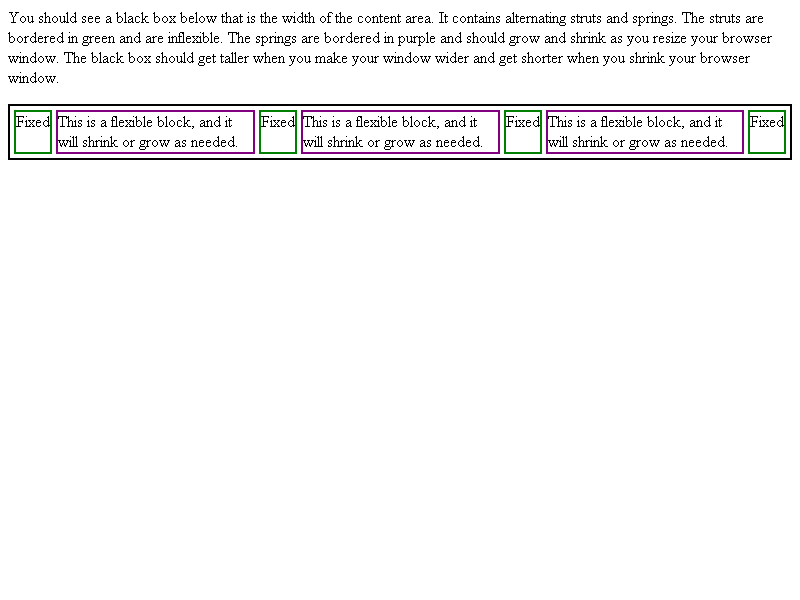 You should see a black box below that is the width of the content area. It contains alternating struts and springs. The struts are
bordered in green and are inflexible. The springs are bordered in purple and should grow and shrink as you resize your browser
window. The black box should get taller when you make your window wider and get shorter when you shrink your browser
window.
Fixed
This is a flexible block, and it
will shrink or grow as needed.
Fixed
This is a flexible block, and it
will shrink or grow as needed.
Fixed
This is a flexible block, and it
will shrink or grow as needed.
Fixed